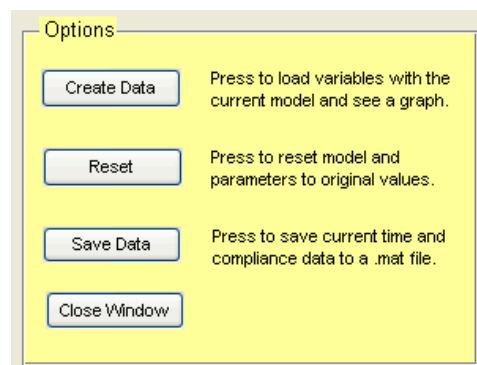 Options
Create Data
Press to load variables with the
current model and see a graph.
Reset
Press to reset model and
parameters to original values.
Save Data
Press to save current time and
compliance data to a .mat file.
Close Window